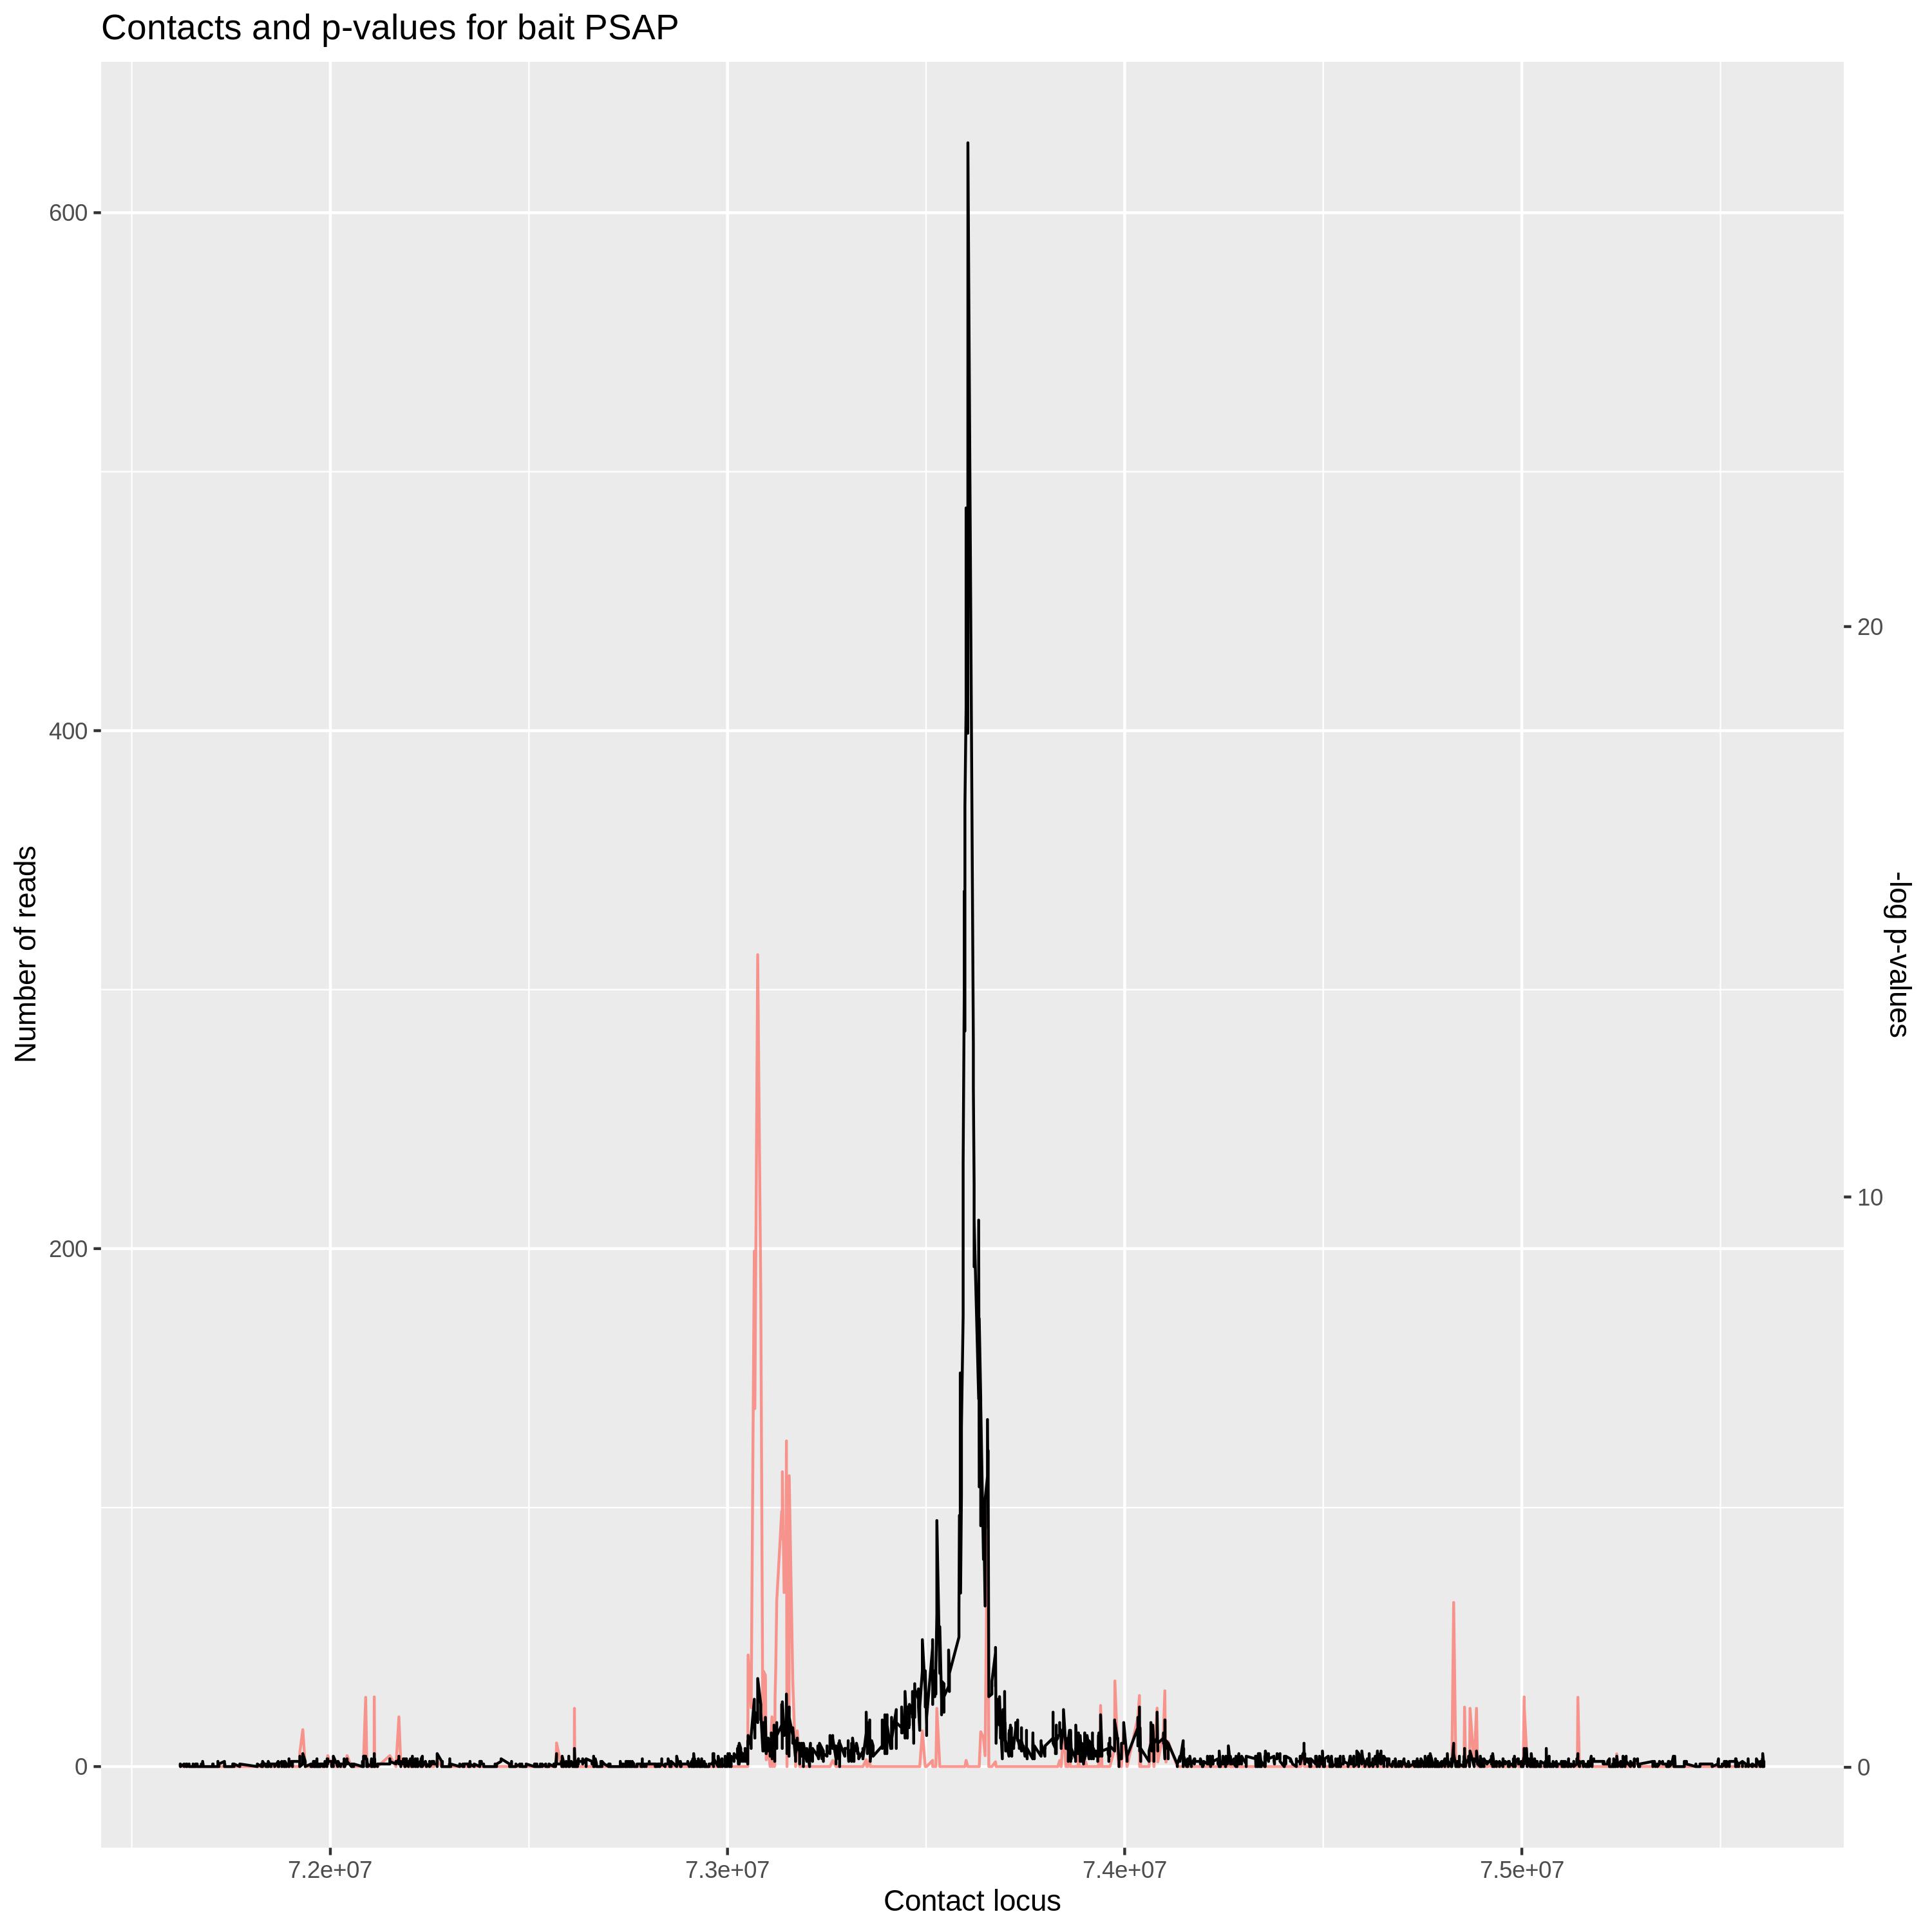 Contacts and p-values for bait PSAP
600
400
200
0
Number of reads
20
10
0
-log p-values
7.2e+07
7.3e+07
7.4e+07
7.5e+07
Contact locus